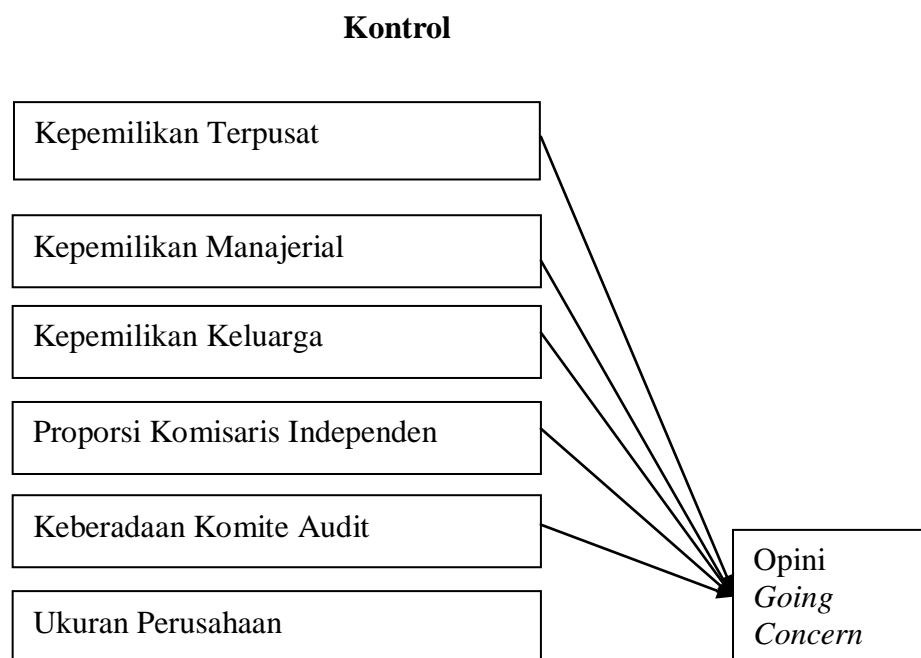 Kontrol
Kepemilikan Terpusat
Kepemilikan Manajerial
Kepemilikan Keluarga
Proporsi Komisaris Independen
Keberadaan Komite Audit
Ukuran Perusahaan
Opini
Going
Concern